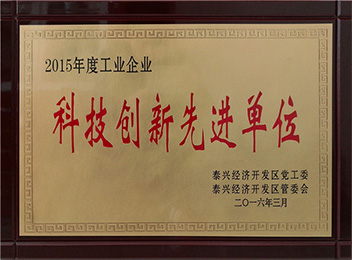 2015年度工业企业
科技创新先进单位
泰兴经济开发区党工委
泰兴经济开发区管委会
二〇一六年三月